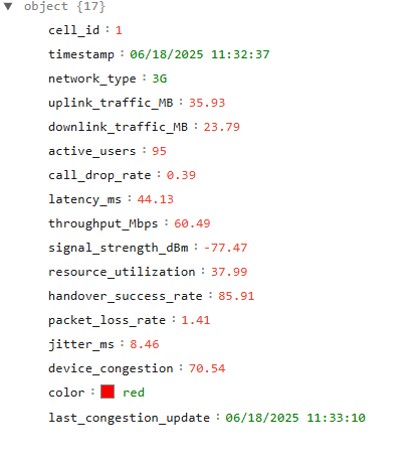 ▼ object {17}
cell_id : 1
timestamp : 06/18/2025 11:32:37
network_type : 3G
uplink_traffic_MB : 35.93
downlink_traffic_MB : 23.79
active_users : 95
call_drop_rate : 0.39
latency_ms : 44.13
throughput_Mbps : 60.49
signal_strength_dBm : -77.47
resource_utilization : 37.99
handover_success_rate : 85.91
packet_loss_rate : 1.41
jitter_ms : 8.46
device_congestion : 70.54
color : red
last_congestion_update : 06/18/2025 11:33:10